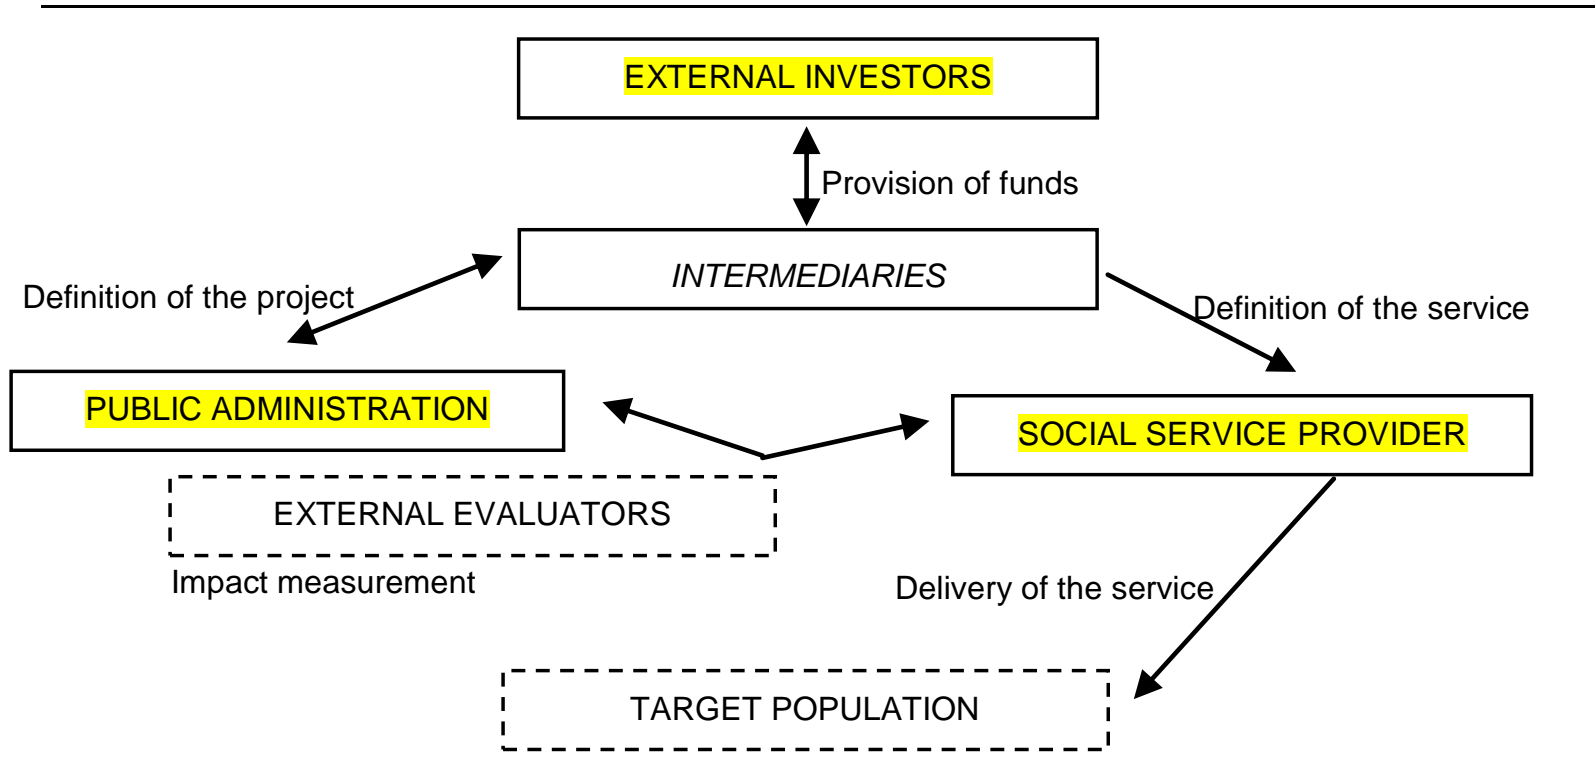 EXTERNAL INVESTORS
Provision of funds
INTERMEDIARIES
Definition of the project
Definition of the service
PUBLIC ADMINISTRATION
SOCIAL SERVICE PROVIDER
EXTERNAL EVALUATORS
Impact measurement
Delivery of the service
TARGET POPULATION